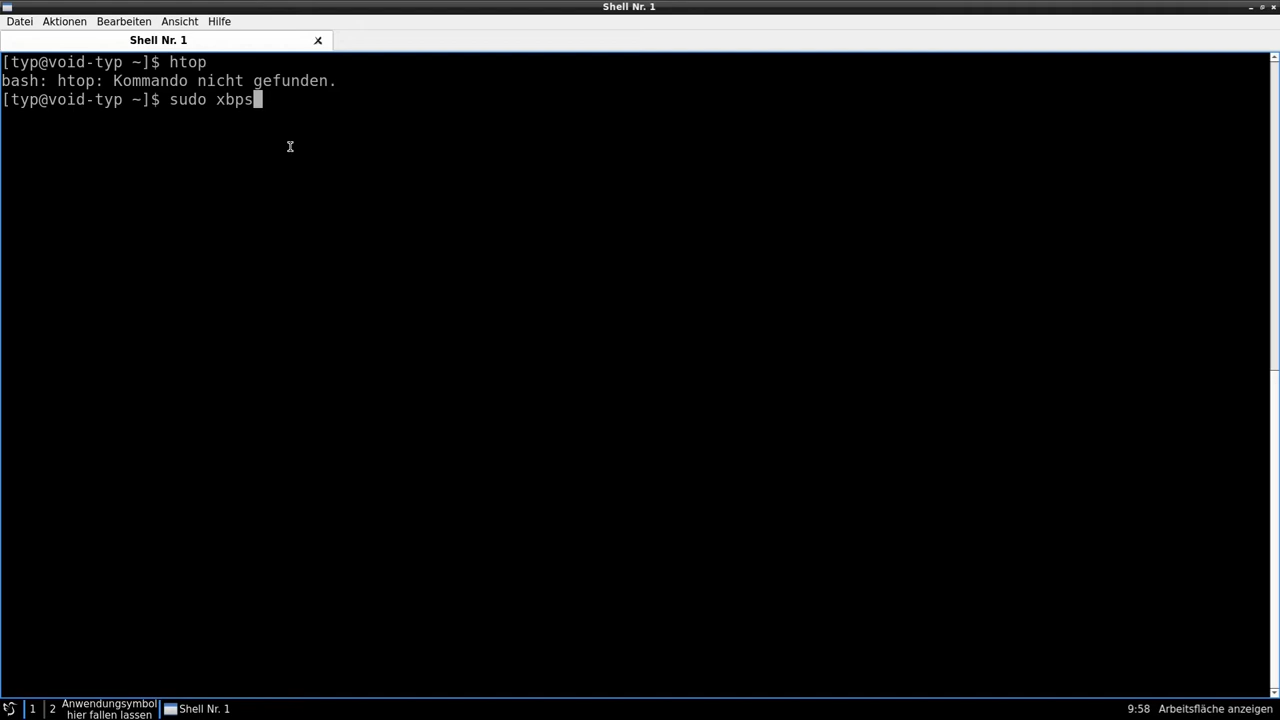 Shell Nr. 1
Datei Aktionen Bearbeiten Ansicht Hilfe
Shell Nr. 1
[typ@void-typ ~]$ htop
bash: htop: Kommando nicht gefunden.
[typ@void-typ ~]$ sudo xbps
1 2 Anwendungsymbol
hier fallen lassen
Shell Nr. 1
9:58 Arbeitsfläche anzeigen